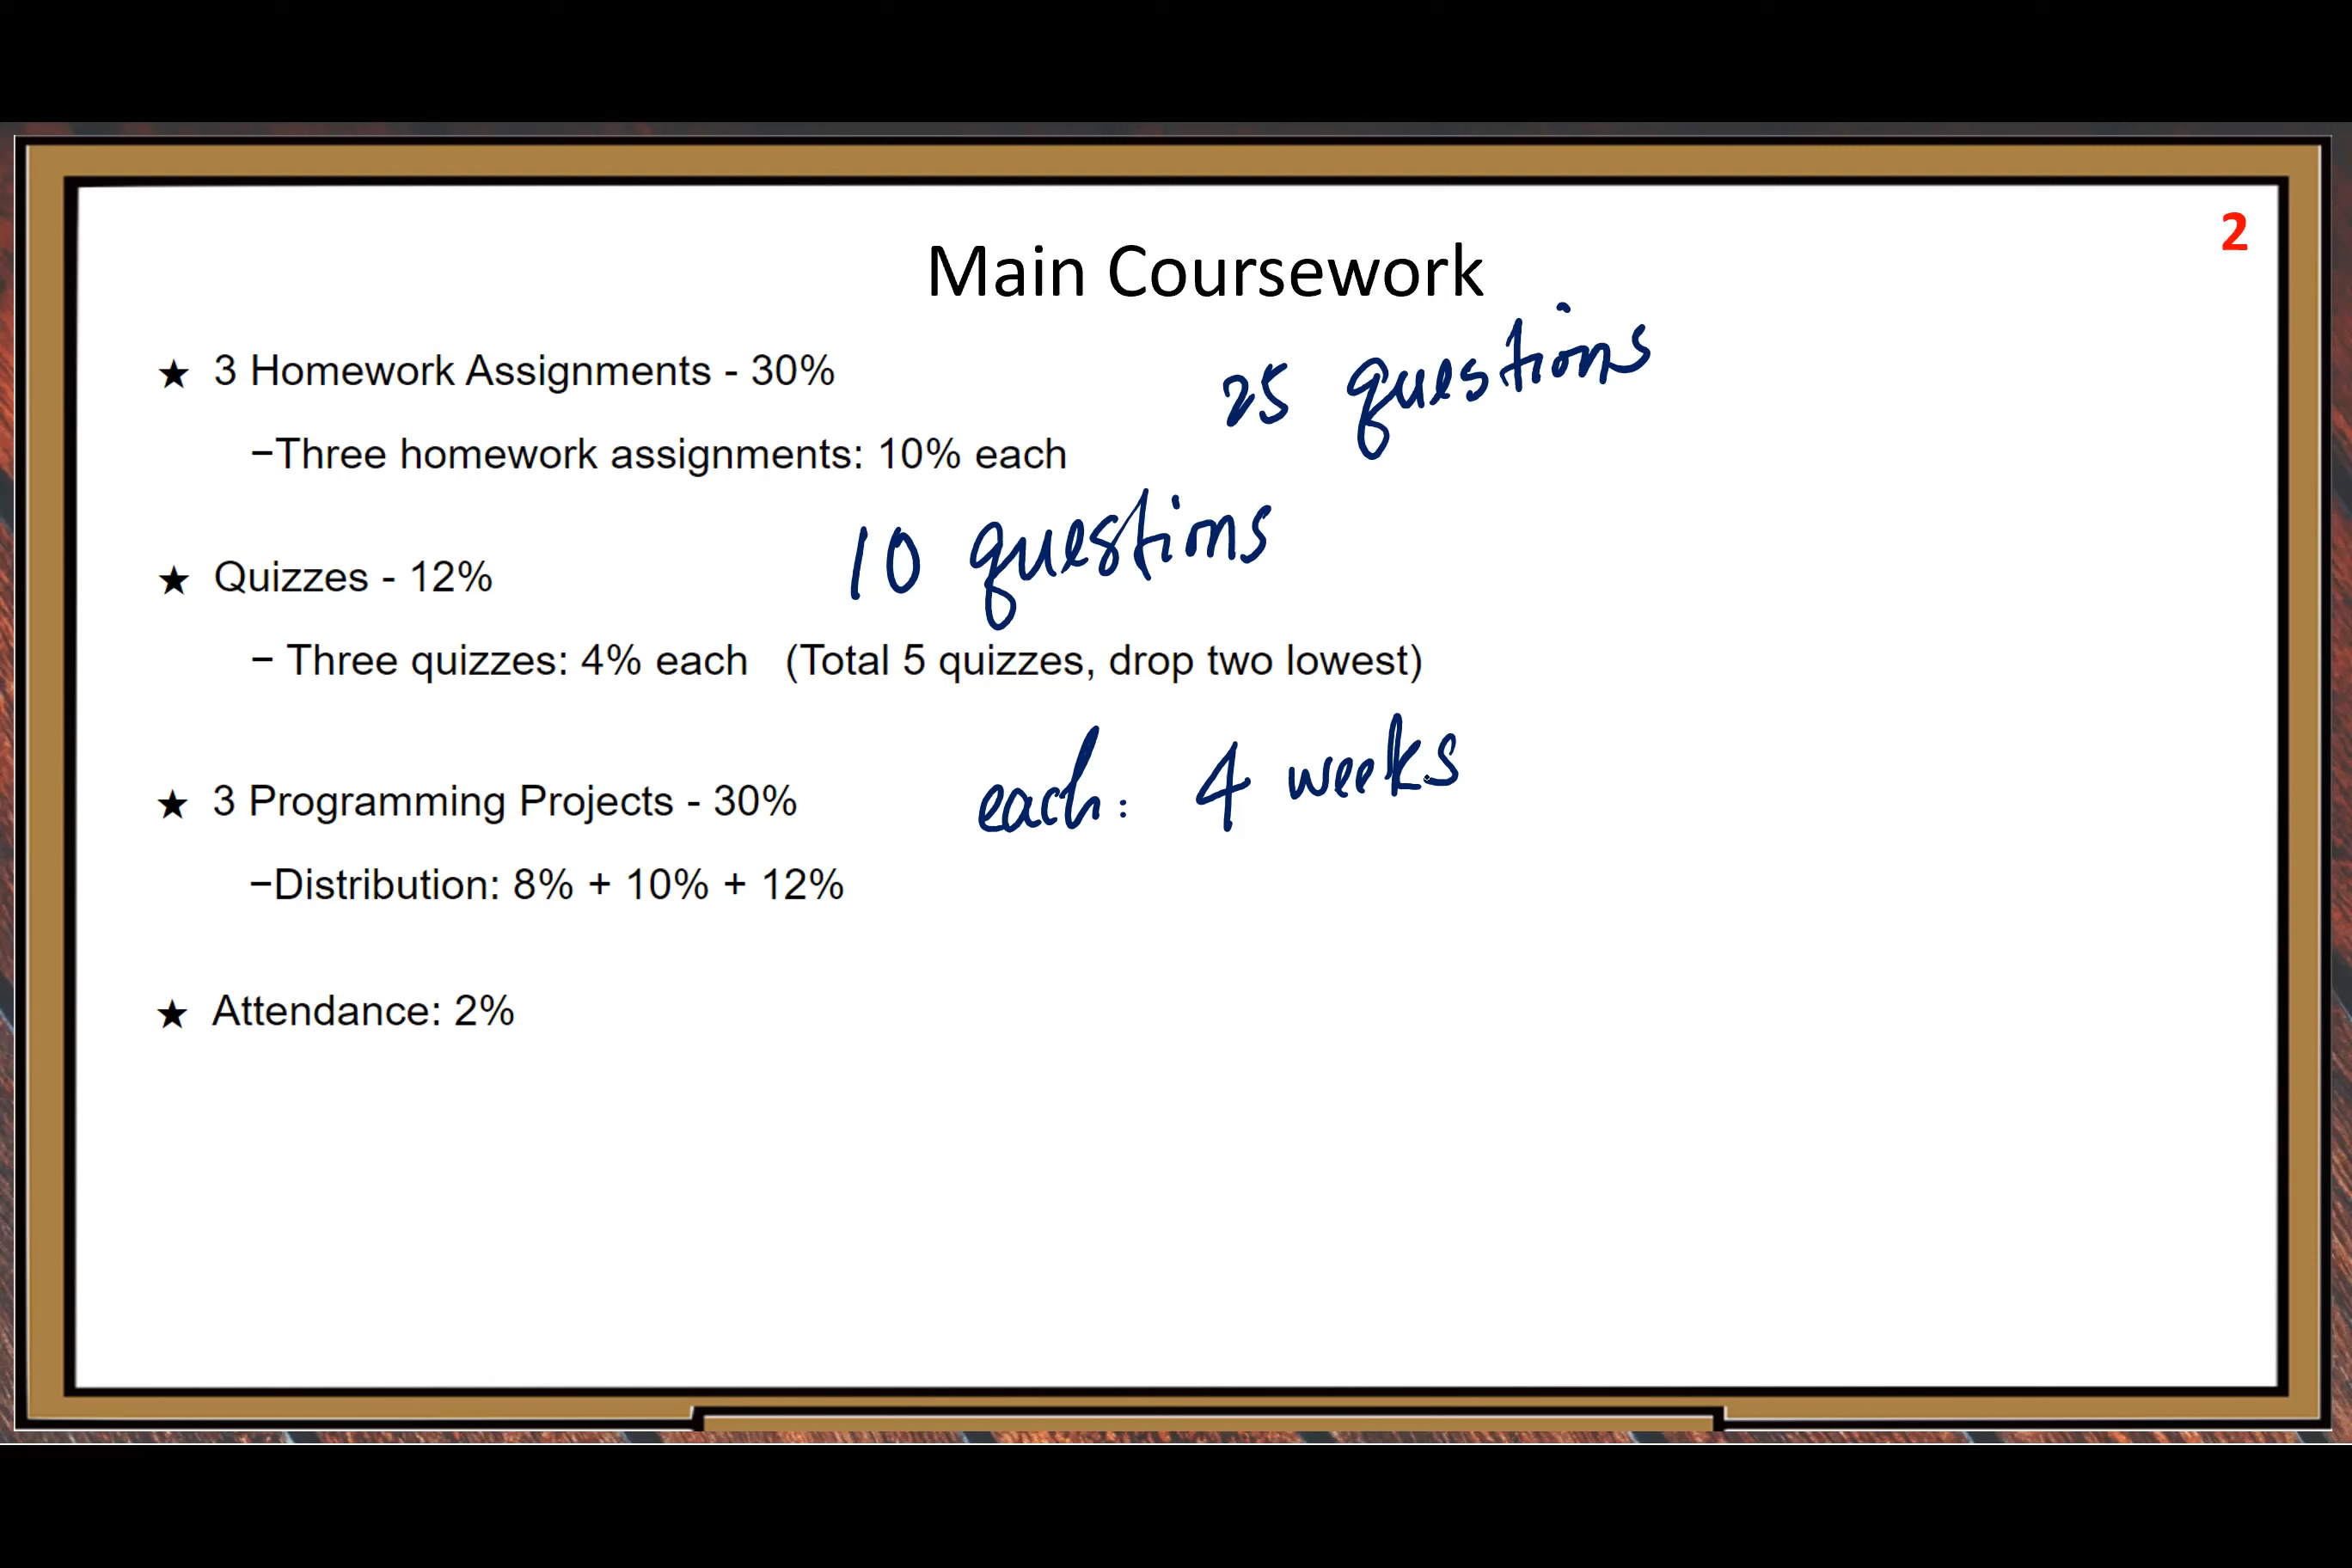 2
Main Coursework
★ 3 Homework Assignments - 30%
25 questions
−Three homework assignments: 10% each
10 questions
★ Quizzes - 12%
− Three quizzes: 4% each (Total 5 quizzes, drop two lowest)
each: 4 weeks
★ 3 Programming Projects - 30%
−Distribution: 8% + 10% + 12%
★ Attendance: 2%